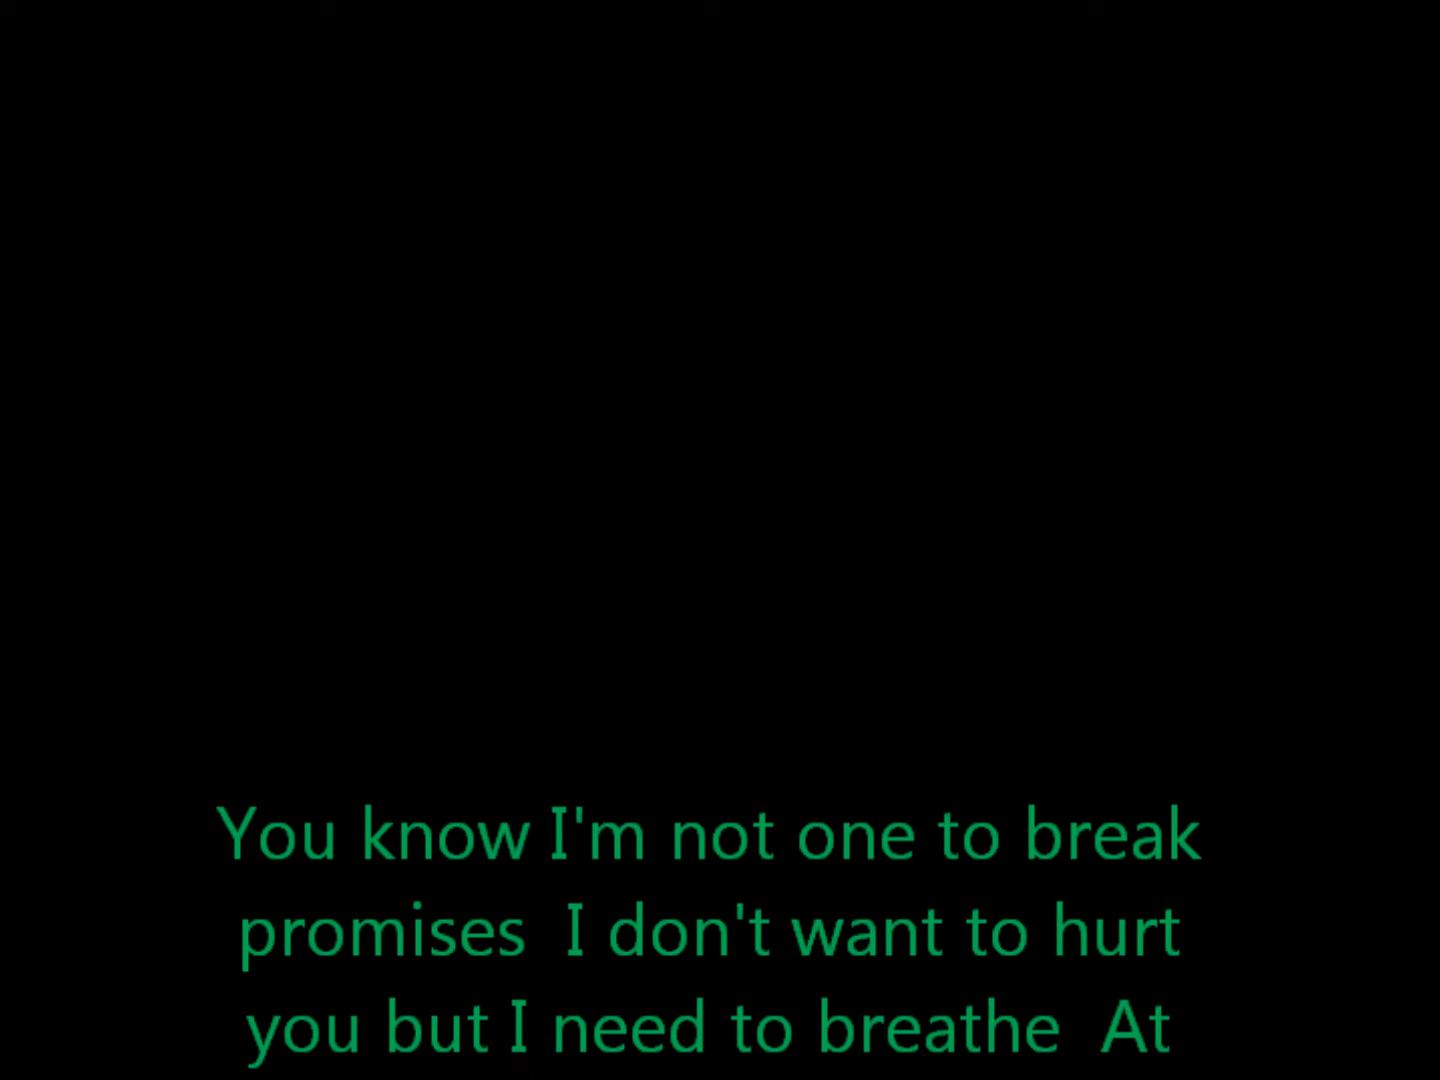 You know I'm not one to break
promises  I don't want to hurt
you but I need to breathe  At